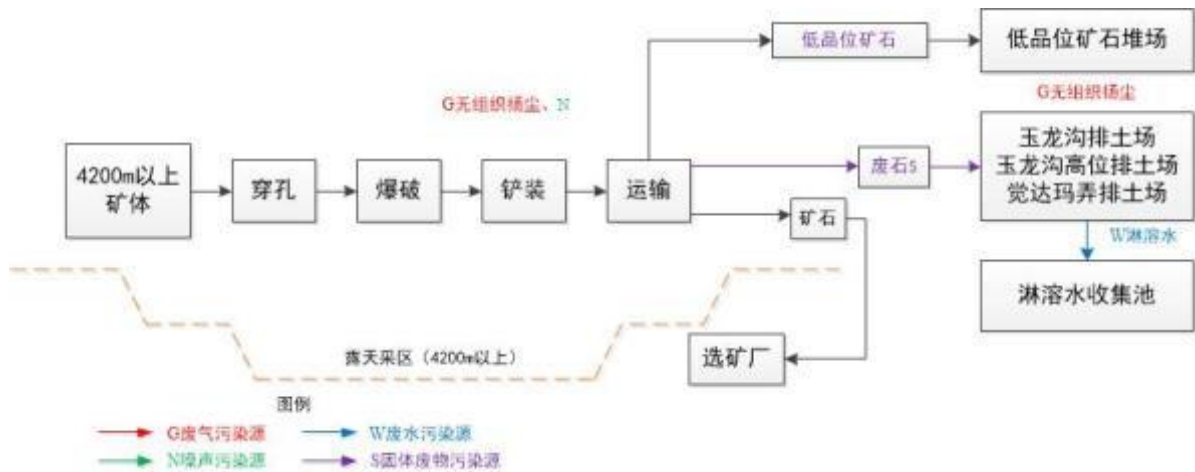 低品位矿石
低品位矿石堆场
G无组织扬尘、N
G无组织扬尘
4200m以上
矿体
穿孔
爆破
铲装
运输
废石S
玉龙沟排土场
玉龙沟高位排土场
觉达玛弄排土场
矿石
W淋溶水
淋溶水收集池
露天采区（4200m以上）
选矿厂
图例
G废气污染源
W废水污染源
N噪声污染源
S固体废物污染源